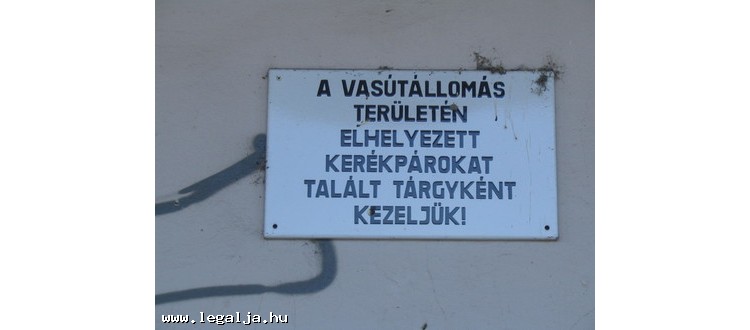 A VASÚTÁLLOMÁS
TERÜLETÉN
ELHELYEZETT
KERÉKPÁROKAT
TALÁLT TÁRGYKÉNT
KEZELJÜK!
www.legalja.hu